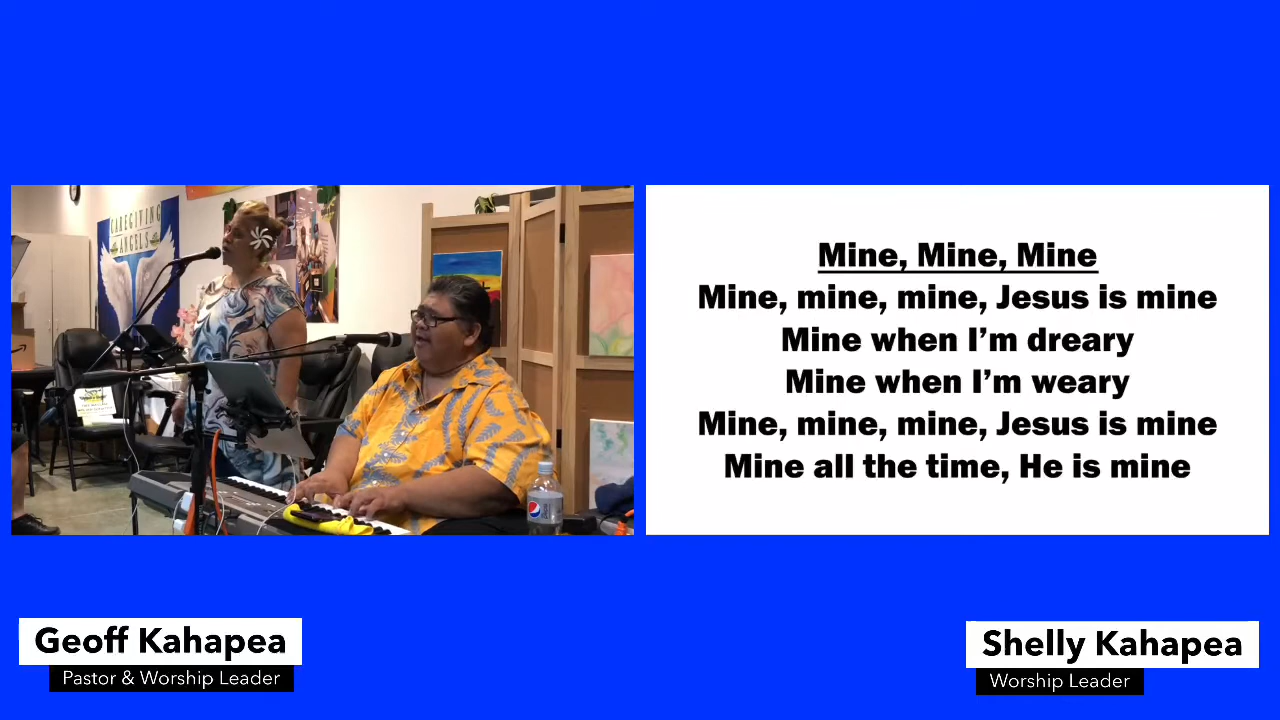 CAREGIVING
ANGELS
Mine, Mine, Mine
Mine, mine, mine, Jesus is mine
Mine when I'm dreary
Mine when I'm weary
Mine, mine, mine, Jesus is mine
Mine all the time, He is mine
pepsi
Geoff Kahapea
Pastor & Worship Leader
Shelly Kahapea
Worship Leader